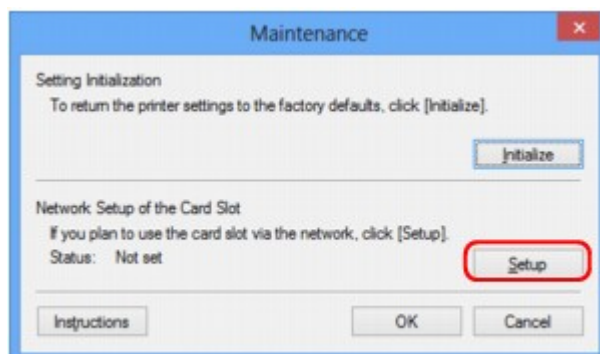 Maintenance
Setting Initialization
To return the printer settings to the factory defaults, click [Initialize].
Initialize
Network Setup of the Card Slot
If you plan to use the card slot via the network, click [Setup].
Status: Not set
Setup
Instructions OK Cancel